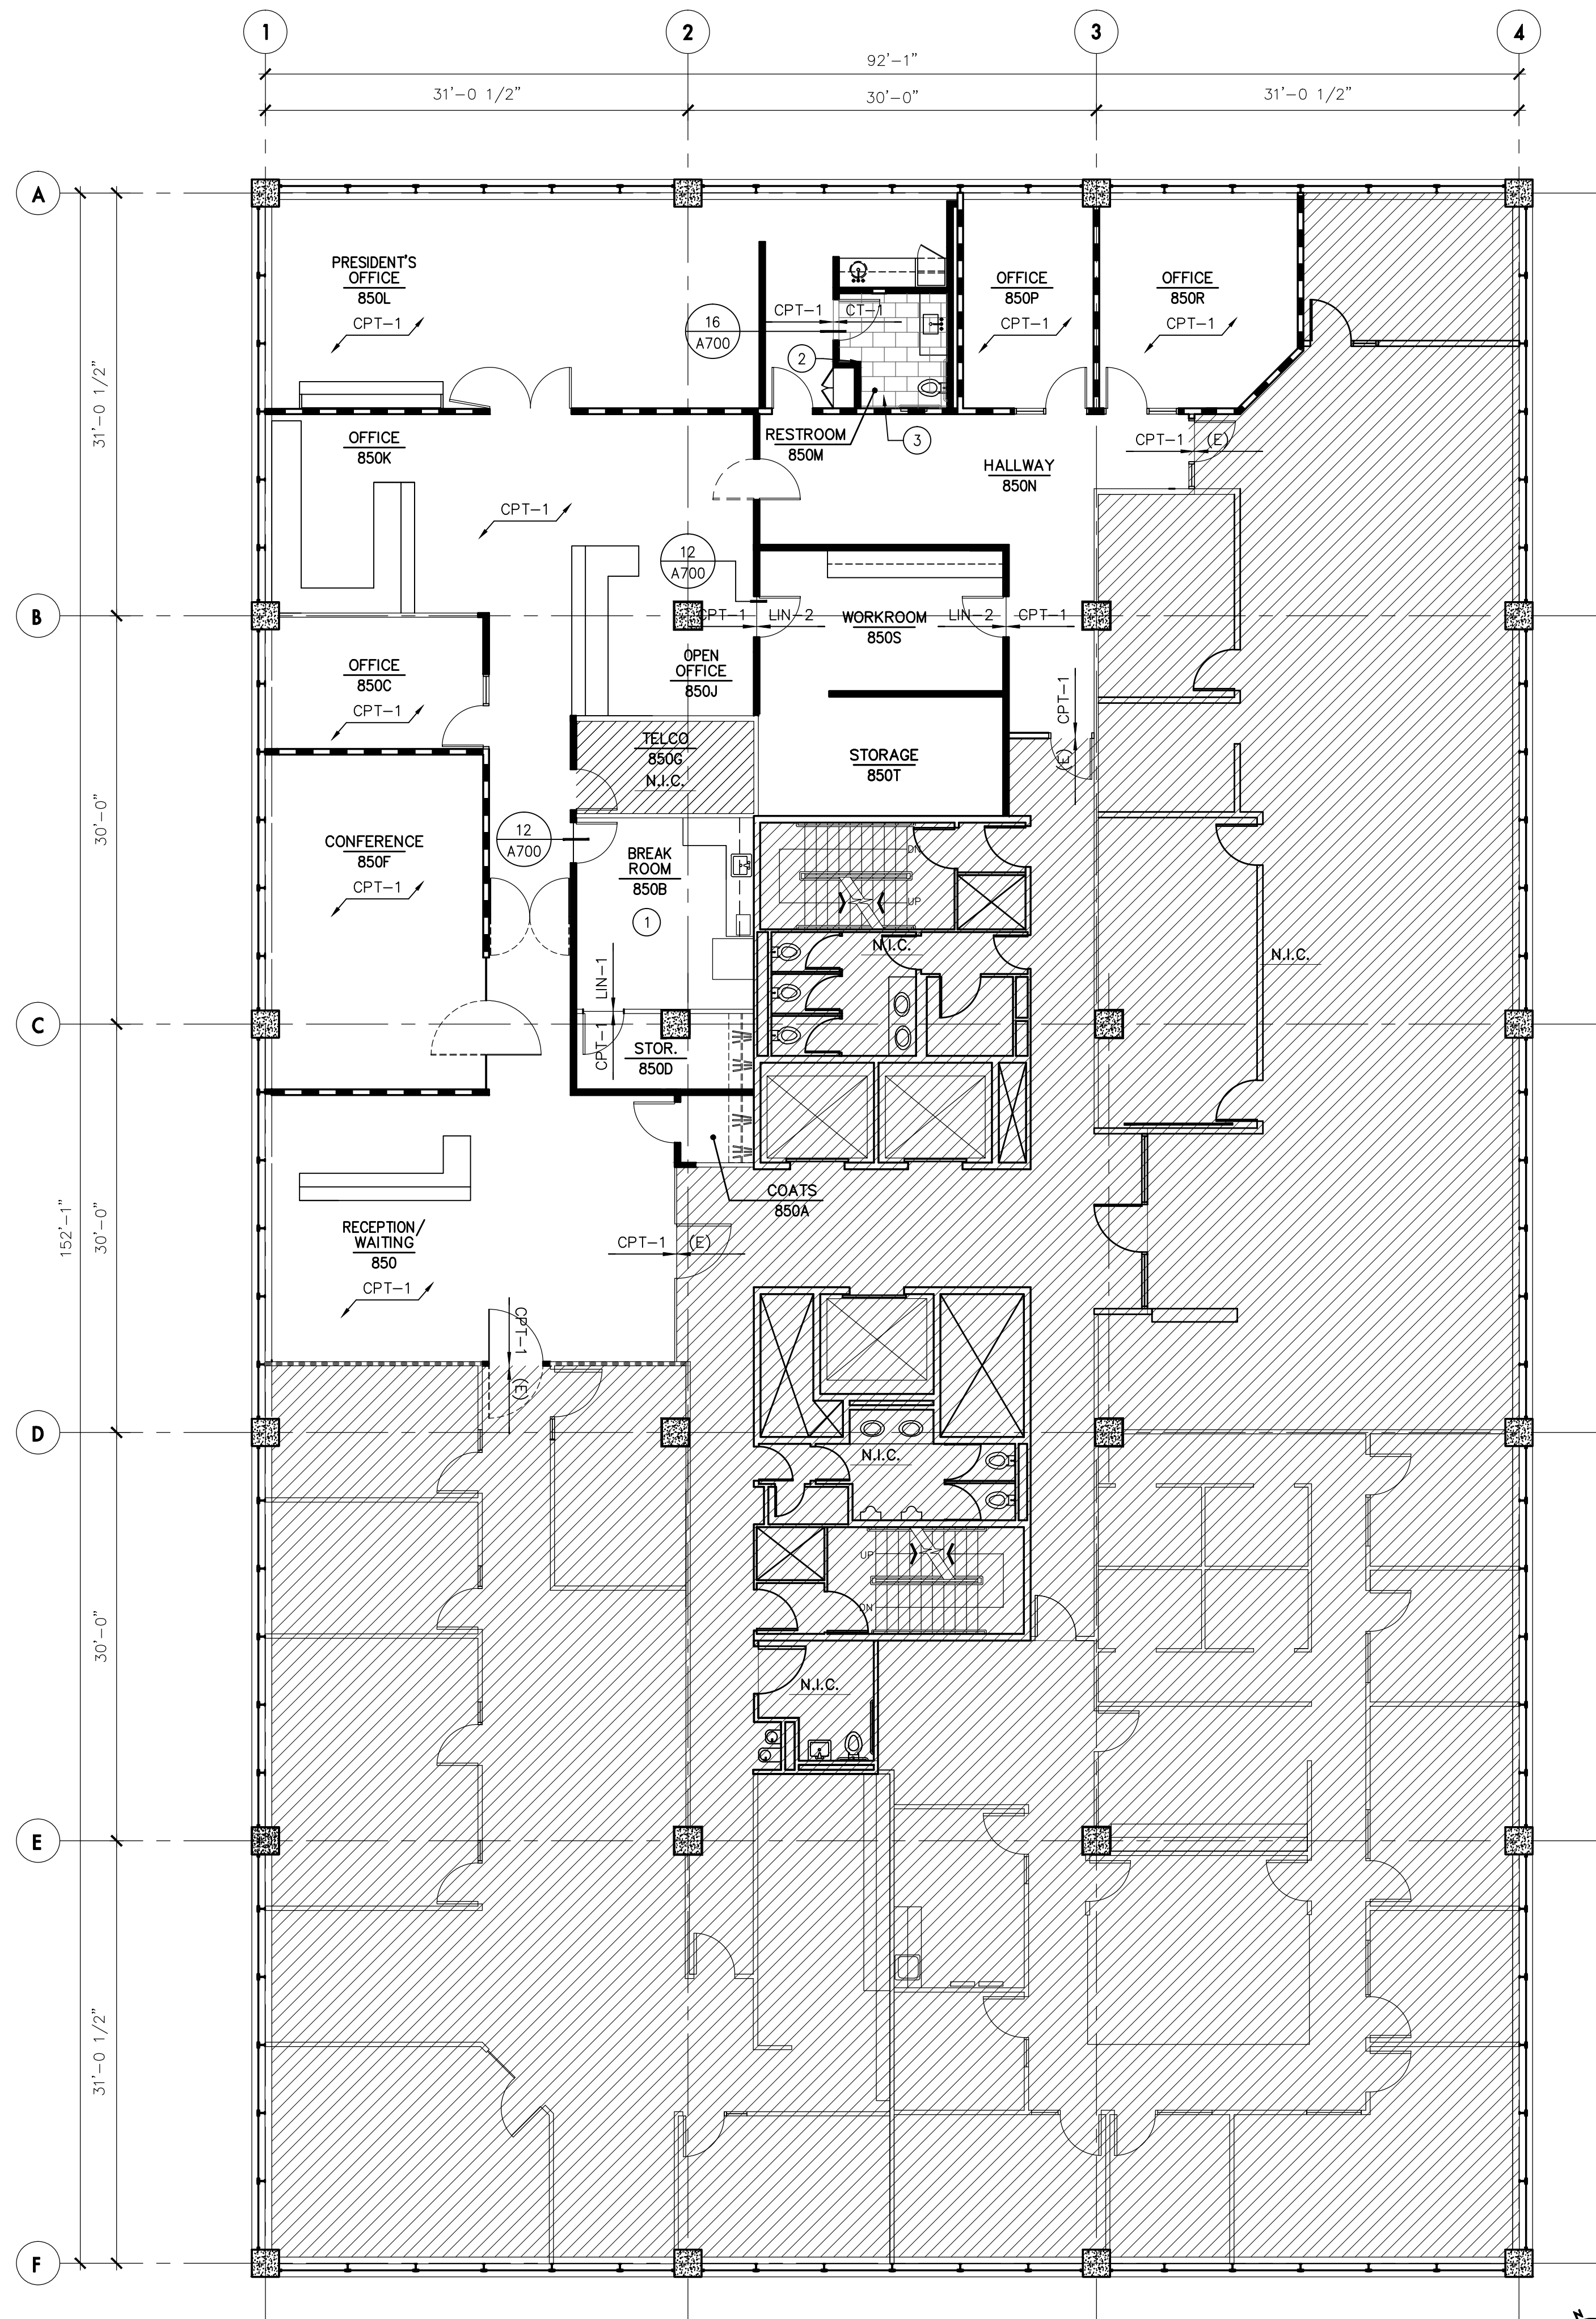 1
2
3
4
92'-1"
31'-0 1/2"
30'-0"
31'-0 1/2"
A
B
C
D
E
F
152'-1"
31'-0 1/2"
30'-0"
30'-0"
30'-0"
31'-0 1/2"
PRESIDENT'S
OFFICE
850L
CPT-1
16
A700
CPT-1
CT-1
2
RESTROOM
850M
3
OFFICE
850P
CPT-1
OFFICE
850R
CPT-1
OFFICE
850K
CPT-1
HALLWAY
850N
CPT-1
(E)
12
A700
CPT-1
LIN-2
WORKROOM
850S
LIN-2
CPT-1
OPEN
OFFICE
850J
OFFICE
850C
CPT-1
TELCO
850G
N.I.C.
STORAGE
850T
CPT-1
(E)
CONFERENCE
850F
CPT-1
12
A700
BREAK
ROOM
850B
1
DN
UP
N.I.C.
N.I.C.
LIN-1
CPT-1
STOR.
850D
COATS
850A
RECEPTION/
WAITING
850
CPT-1
CPT-1
(E)
CPT-1
(E)
N.I.C.
UP
DN
N.I.C.
N